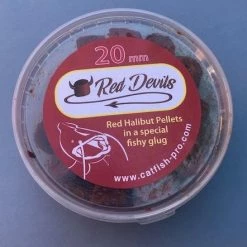 20 mm
Red Devils
Red Halibut Pellets
in a special
fishy glug
www.catfish-pro.com